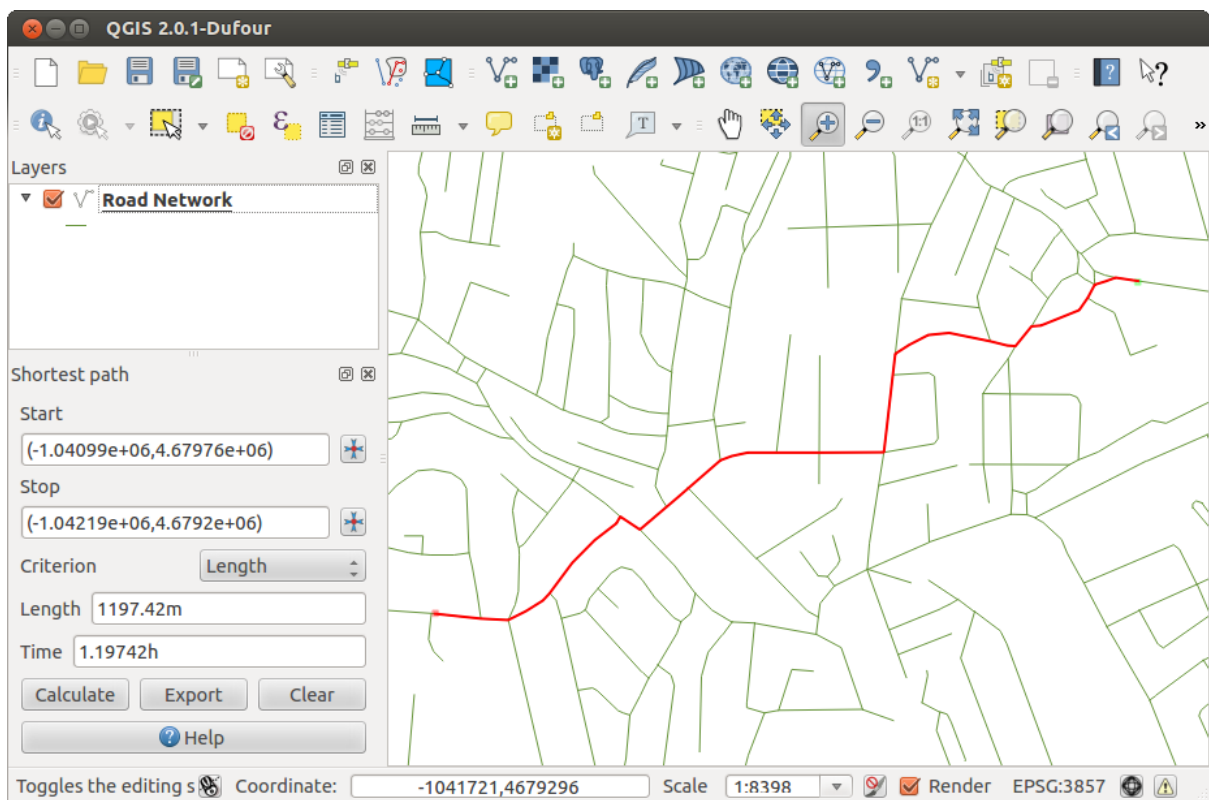 QGIS 2.0.1-Dufour
Layers
Road Network
Shortest path
Start
(-1.04099e+06,4.67976e+06)
Stop
(-1.04219e+06,4.6792e+06)
Criterion Length
Length 1197.42m
Time 1.19742h
Calculate Export Clear
? Help
Toggles the editing s Coordinate: -1041721,4679296 Scale 1:8398 Render EPSG:3857